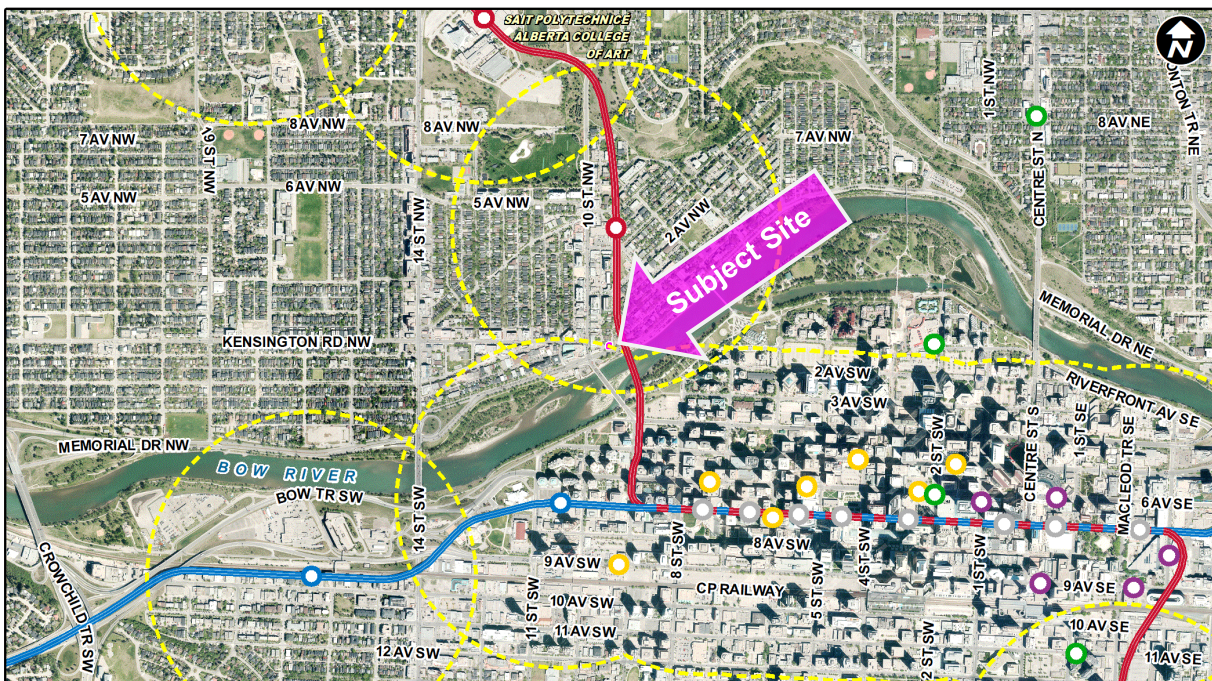 SAIT POLYTECHNICE
ALBERTA COLLEGE
OF ART
N
1 ST NW
8 AV NW
8 AV NW
7 AV NW
19 ST NW
7 AV NW
8 AV NE
CENTRE ST N
6 AV NW
5 AV NW
5 AV NW
14 ST NW
10 ST NW
2 AV NW
Subject Site
KENSINGTON RD NW
MEMORIAL DR NE
2 AV SW
3 AV SW
RIVERFRONT AV SE
MEMORIAL DR NW
BOW RIVER
BOW TR SW
2 ST SW
CENTRE ST S
1 ST SE
MACLEOD TR SE
6 AV SE
14 ST SW
CROWCHILD TR SW
8 ST SW
8 AV SW
4 ST SW
1 ST SW
9 AV SW
CP RAILWAY
5 ST SW
9 AV SE
11 ST SW
10 AV SW
11 AV SW
12 AV SW
2 ST SW
10 AV SE
11 AV SE